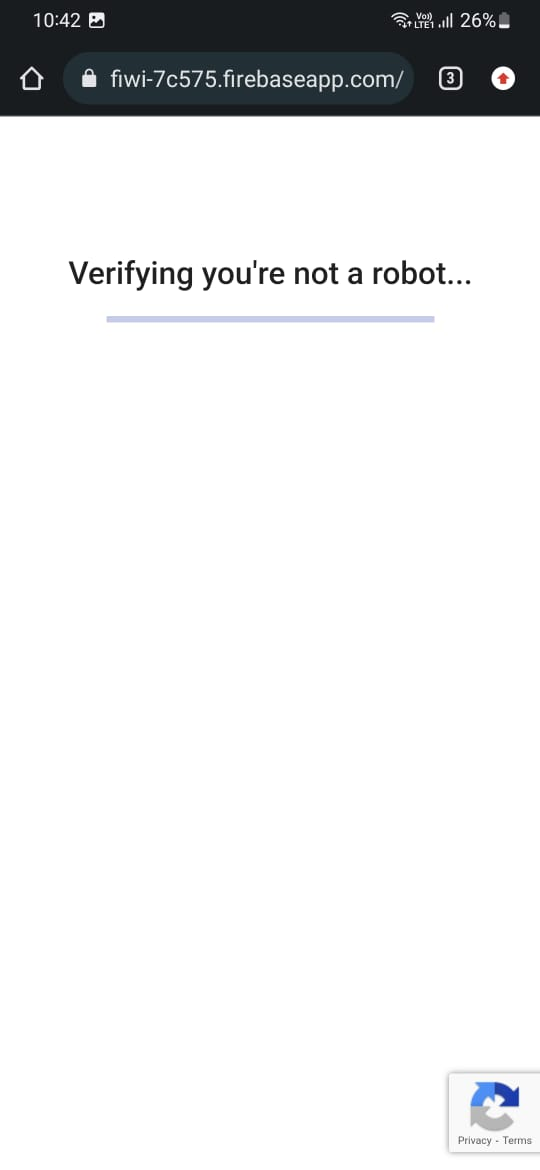 10:42
Vo)) LTE1 26%
fiwi-7c575.firebaseapp.com/
3
Verifying you're not a robot...
Privacy - Terms